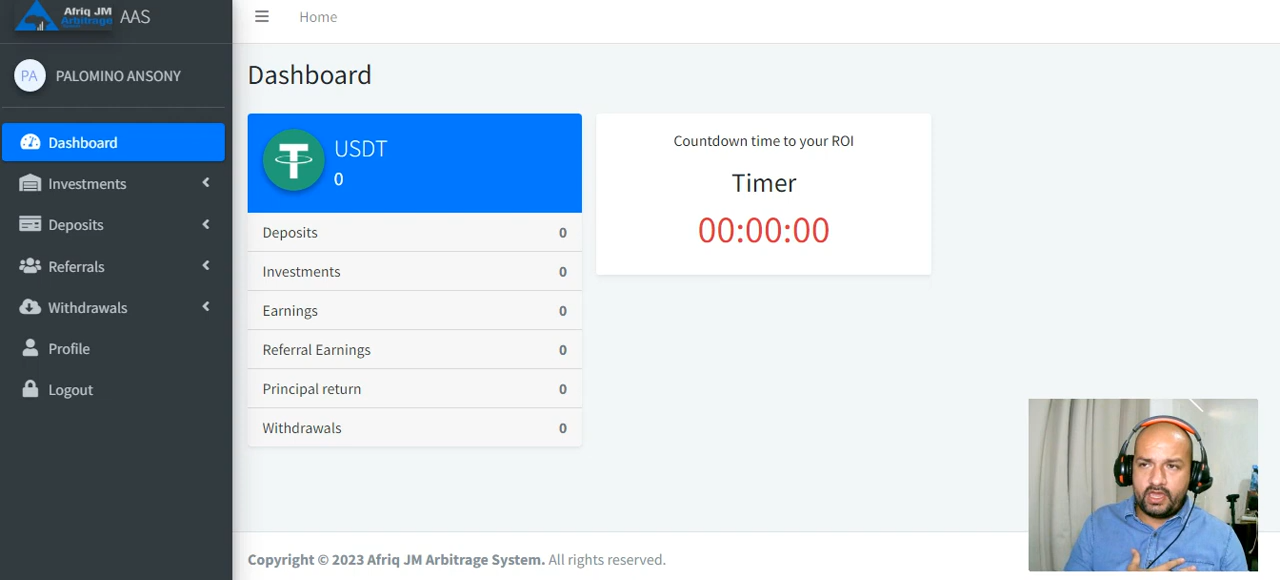 Afriq JM
Arbitrage
AAS
Home
PA
PALOMINO ANSONY
Dashboard
Investments
Deposits
Referrals
Withdrawals
Profile
Logout
Dashboard
USDT
0
Deposits 0
Investments 0
Earnings 0
Referral Earnings 0
Principal return 0
Withdrawals 0
Countdown time to your ROI
Timer
00:00:00
Copyright © 2023 Afriq JM Arbitrage System. All rights reserved.